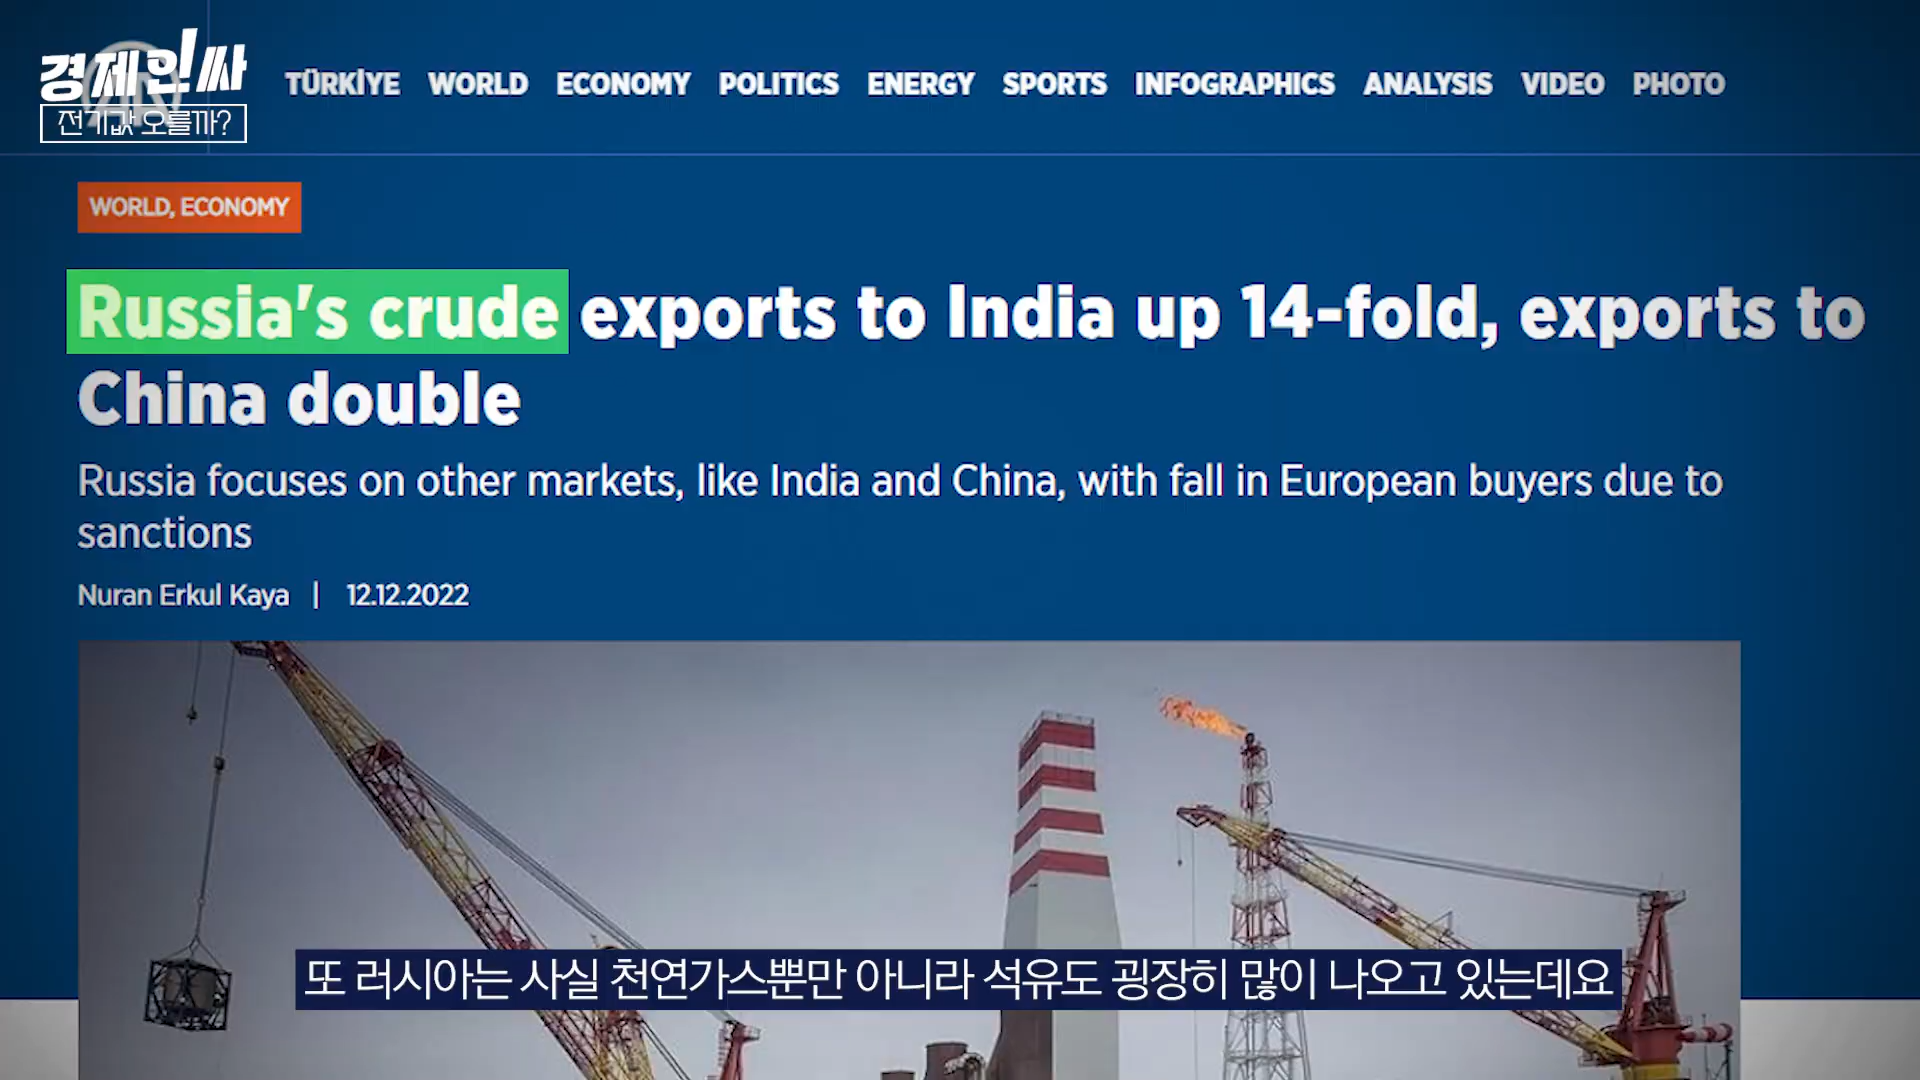 경제인싸
전기값 오를까?
TÜRKİYE WORLD ECONOMY POLITICS ENERGY SPORTS INFOGRAPHICS ANALYSIS VIDEO PHOTO
WORLD, ECONOMY
Russia's crude exports to India up 14-fold, exports to
China double
Russia focuses on other markets, like India and China, with fall in European buyers due to
sanctions
Nuran Erkul Kaya | 12.12.2022
또 러시아는 사실 천연가스뿐만 아니라 석유도 굉장히 많이 나오고 있는데요